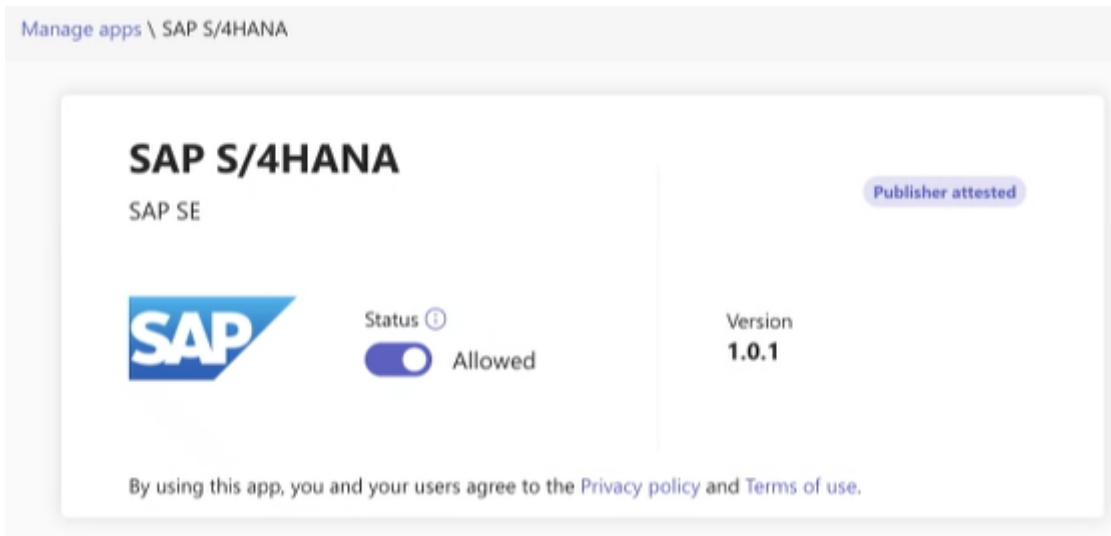 Manage apps \ SAP S/4HANA
SAP S/4HANA
Publisher attested
SAP SE
SAP
Status
Allowed
Version
1.0.1
By using this app, you and your users agree to the Privacy policy and Terms of use.